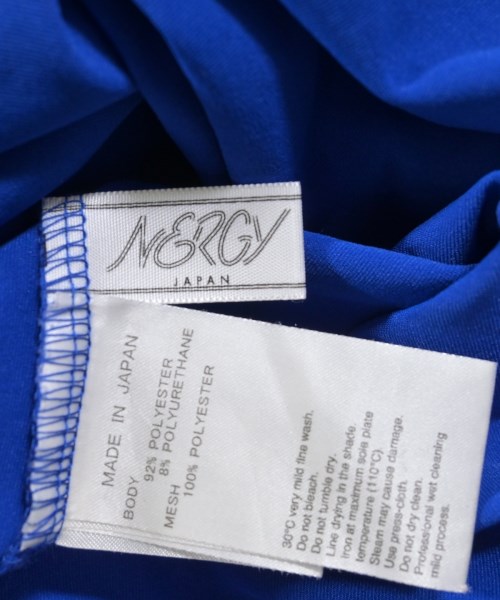 NERGY
JAPAN
MADE IN JAPAN
BODY
92% POLYESTER
8% POLYURETHANE
MESH
100% POLYESTER
30°C very mild fine wash.
Do not bleach.
Do not tumble dry.
Line drying in the shade.
Iron at maximum sole plate
temperature (110°C).
Steam may cause damage.
Use press-cloth.
Do not dry clean.
Professional wet cleaning
mild process.